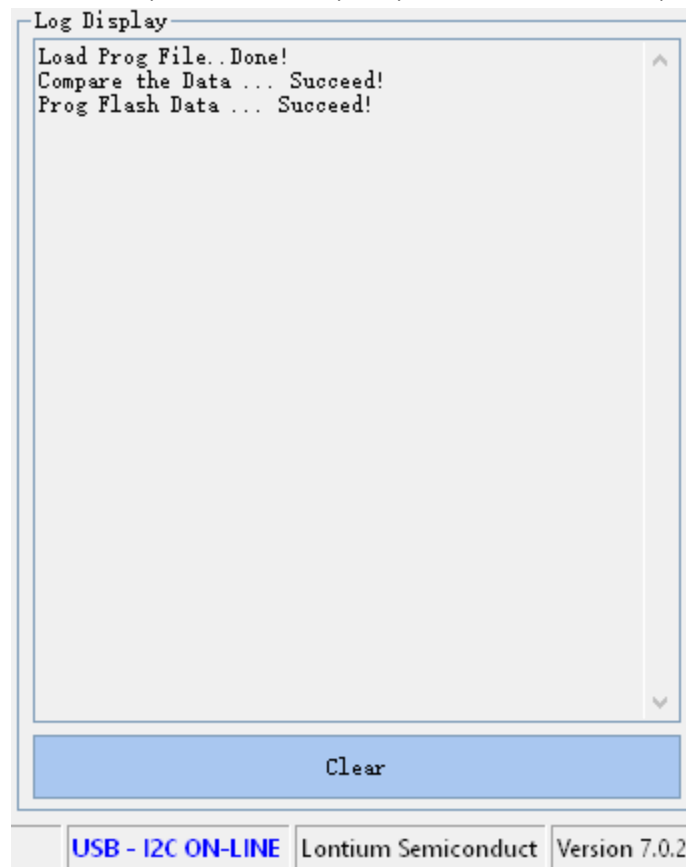 Log Display
Load Prog File..Done!
Compare the Data ... Succeed!
Prog Flash Data ... Succeed!
Clear
USB - I2C ON-LINE Lontium Semiconduct Version 7.0.2